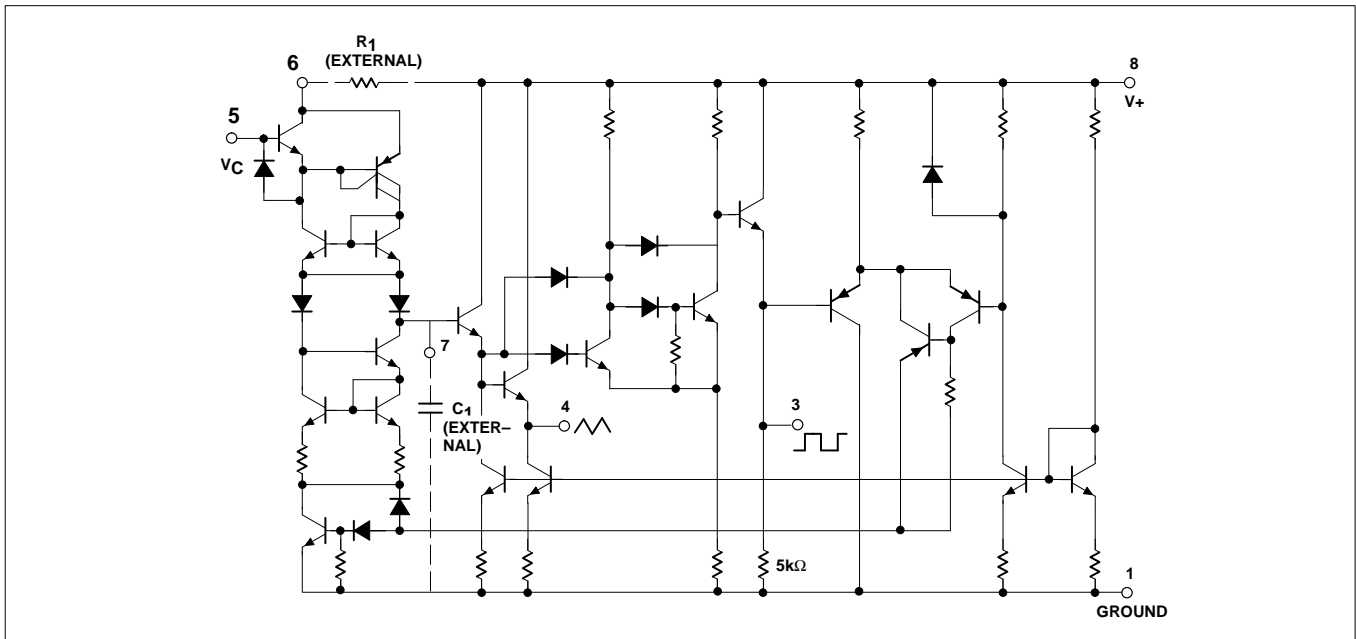 R1
(EXTERNAL)
6
8
V+
5
VC
7
C1
(EXTER–
NAL)
4
3
5kΩ
1
GROUND